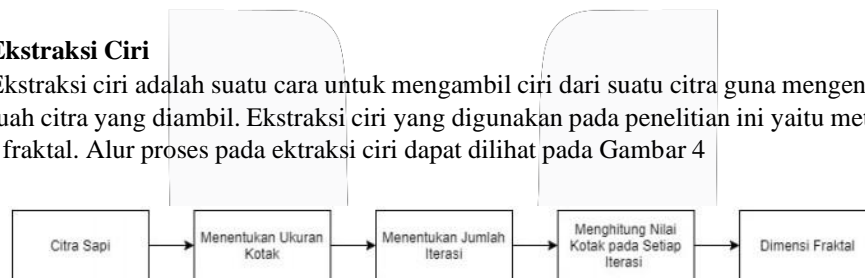 Ekstraksi Ciri
Ekstraksi ciri adalah suatu cara untuk mengambil ciri dari suatu citra guna mengen
uah citra yang diambil. Ekstraksi ciri yang digunakan pada penelitian ini yaitu me
fraktal. Alur proses pada ektraksi ciri dapat dilihat pada Gambar 4
Citra Sapi
Menentukan Ukuran
Kotak
Menentukan Jumlah
Iterasi
Menghitung Nilai
Kotak pada Setiap
Iterasi
Dimensi Fraktal